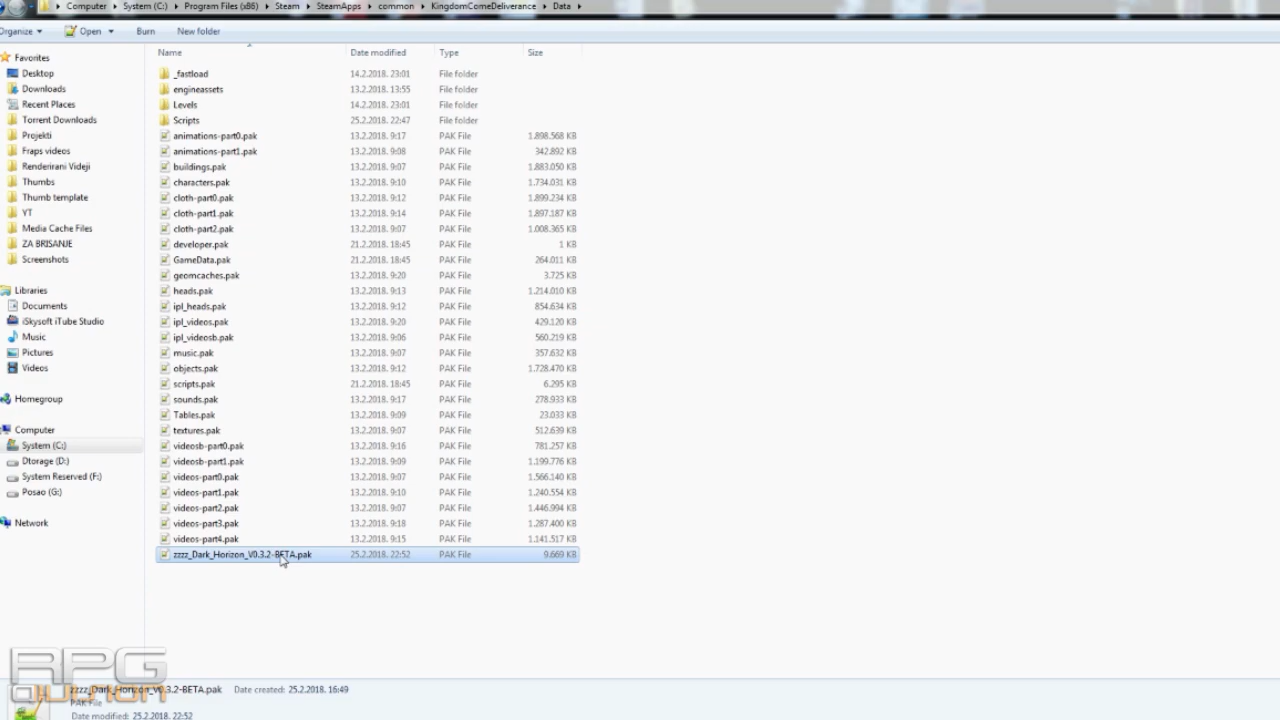 Computer ▸ System (C:) ▸ Program Files (x86) ▸ Steam ▸ SteamApps ▸ common ▸ KingdomComeDeliverance ▸ Data ▸
Organize Open Burn New folder
Name Date modified Type Size
Favorites
Desktop
Downloads
Recent Places
Torrent Downloads
Projekti
Fraps videos
Renderirani Videji
Thumbs
Thumb template
YT
Media Cache Files
ZA BRISANJE
Screenshots
Libraries
Documents
iSkysoft iTube Studio
Music
Pictures
Videos
Homegroup
Computer
System (C:)
Dtorage (D:)
System Reserved (F:)
Posao (G:)
Network
_fastload 14.2.2018. 23:01 File folder
engineassets 13.2.2018. 13:55 File folder
Levels 14.2.2018. 23:01 File folder
Scripts 25.2.2018. 22:47 File folder
animations-part0.pak 13.2.2018. 9:17 PAK File 1.898.568 KB
animations-part1.pak 13.2.2018. 9:08 PAK File 342.892 KB
buildings.pak 13.2.2018. 9:07 PAK File 1.883.050 KB
characters.pak 13.2.2018. 9:10 PAK File 1.734.031 KB
cloth-part0.pak 13.2.2018. 9:12 PAK File 1.899.234 KB
cloth-part1.pak 13.2.2018. 9:14 PAK File 1.897.187 KB
cloth-part2.pak 13.2.2018. 9:07 PAK File 1.008.365 KB
developer.pak 21.2.2018. 18:45 PAK File 1 KB
GameData.pak 21.2.2018. 18:45 PAK File 264.011 KB
geomcaches.pak 13.2.2018. 9:20 PAK File 3.725 KB
heads.pak 13.2.2018. 9:13 PAK File 1.214.010 KB
ipl_heads.pak 13.2.2018. 9:12 PAK File 854.634 KB
ipl_videos.pak 13.2.2018. 9:20 PAK File 429.120 KB
ipl_videosb.pak 13.2.2018. 9:06 PAK File 560.219 KB
music.pak 13.2.2018. 9:07 PAK File 357.632 KB
objects.pak 13.2.2018. 9:12 PAK File 1.728.470 KB
scripts.pak 21.2.2018. 18:45 PAK File 6.295 KB
sounds.pak 13.2.2018. 9:17 PAK File 278.933 KB
Tables.pak 13.2.2018. 9:09 PAK File 23.033 KB
textures.pak 13.2.2018. 9:07 PAK File 512.639 KB
videosb-part0.pak 13.2.2018. 9:16 PAK File 781.257 KB
videosb-part1.pak 13.2.2018. 9:09 PAK File 1.199.776 KB
videos-part0.pak 13.2.2018. 9:07 PAK File 1.566.140 KB
videos-part1.pak 13.2.2018. 9:10 PAK File 1.240.554 KB
videos-part2.pak 13.2.2018. 9:07 PAK File 1.446.994 KB
videos-part3.pak 13.2.2018. 9:18 PAK File 1.287.400 KB
videos-part4.pak 13.2.2018. 9:15 PAK File 1.141.517 KB
zzzz_Dark_Horizon_V0.3.2-BETA.pak 25.2.2018. 22:52 PAK File 9.669 KB
RPG
zzzz_Dark_Horizon_V0.3.2-BETA.pak Date created: 25.2.2018. 16:49
PAK File
Date modified: 25.2.2018. 22:52